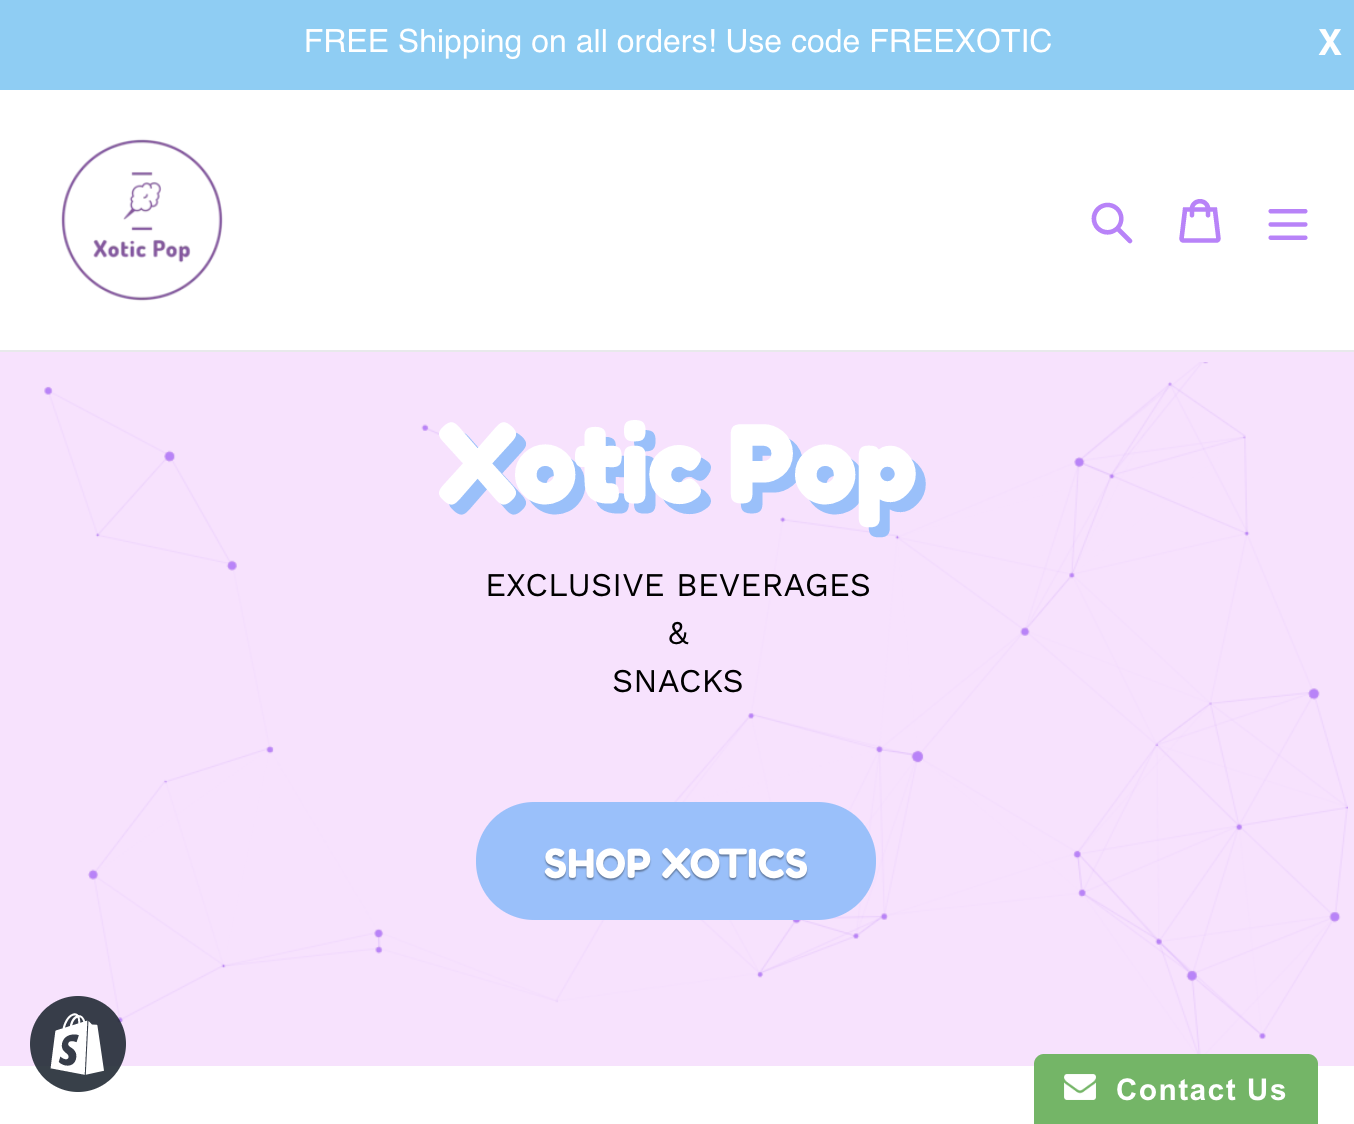 FREE Shipping on all orders! Use code FREEXOTIC
X
Xotic Pop
Xotic Pop
EXCLUSIVE BEVERAGES
&
SNACKS
SHOP XOTICS
S
Contact Us